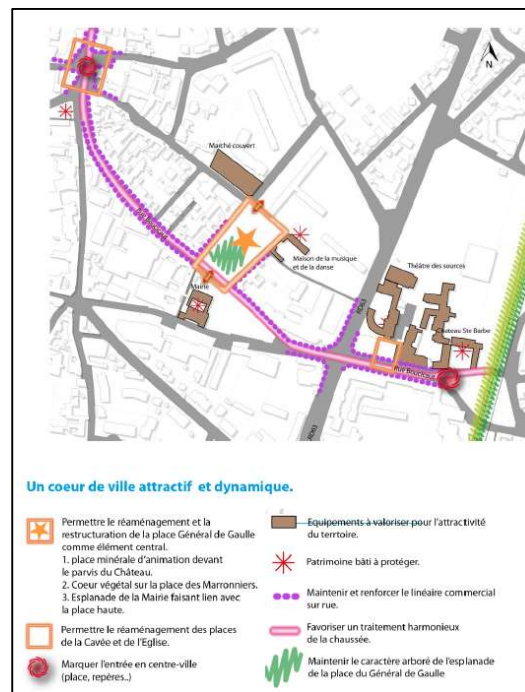 N
Marché couvert
Maison de la musique
et de la danse
Mairie
Théâtre des sources
Chateau Ste Barbe
Rue Boucicaut
Un coeur de ville attractif et dynamique.
Permettre le réaménagement et la
restructuration de la place Général de Gaulle
comme élément central.
1. place minérale d'animation devant
le parvis du Château.
2. Coeur végétal sur la place des Marronniers.
3. Esplanade de la Mairie faisant lien avec
la place haute.
Permettre le réaménagement des places
de la Cavée et de l'Eglise.
Marquer l'entrée en centre-ville
(place, repères..)
Equipements à valoriser pour l'attractivité
du terrtoire.
Patrimoine bâti à protéger.
Maintenir et renforcer le linéaire commercial
sur rue.
Favoriser un traitement harmonieux
de la chaussée.
Maintenir le caractère arboré de l'esplanade
de la place du Général de Gaulle